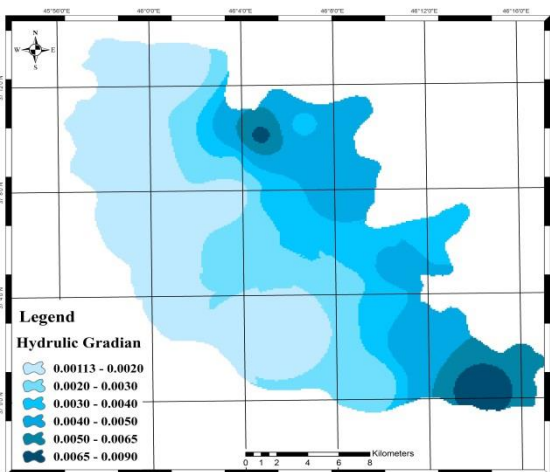 45°56'0"E 46°0'0"E 46°4'0"E 46°8'0"E 46°12'0"E 46°16'0"E
N
W E
S
Legend
Hydrulic Gradian
0.00113 - 0.0020
0.0020 - 0.0030
0.0030 - 0.0040
0.0040 - 0.0050
0.0050 - 0.0065
0.0065 - 0.0090
Kilometers
0 1 2 4 6 8